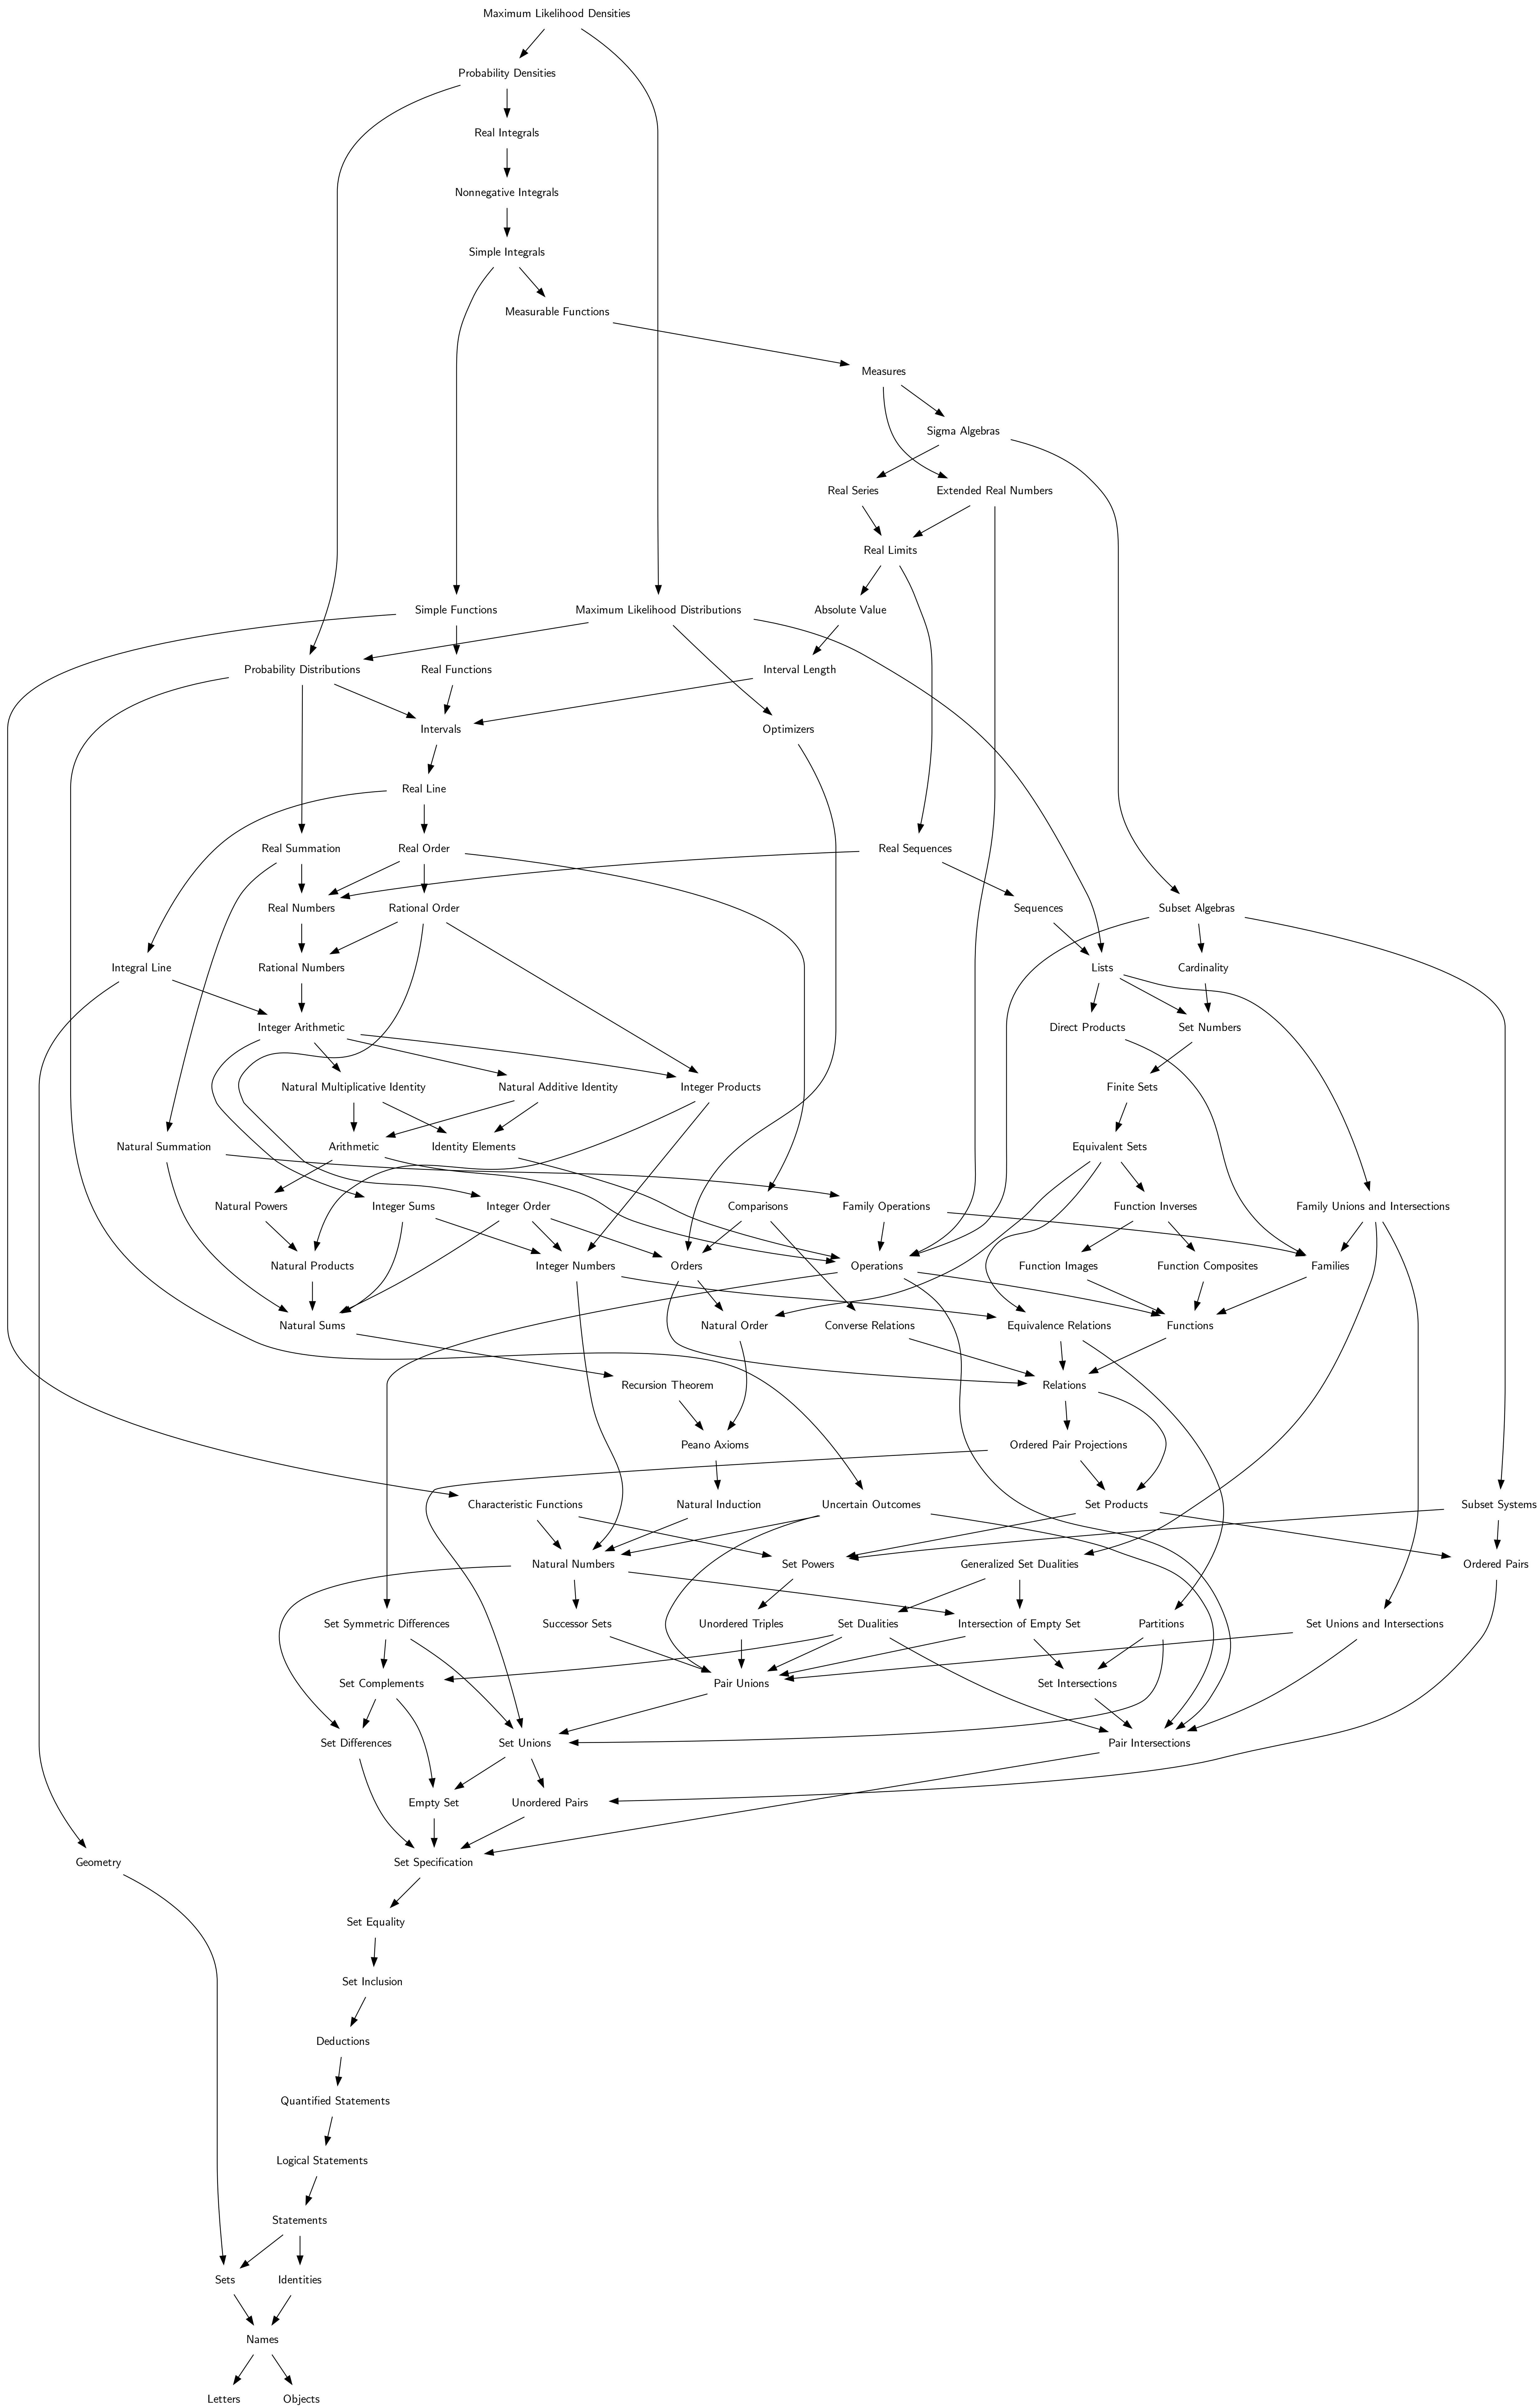 Maximum Likelihood Densities
Probability Densities
Real Integrals
Nonnegative Integrals
Simple Integrals
Measurable Functions
Measures
Sigma Algebras
Real Series
Extended Real Numbers
Real Limits
Simple Functions
Maximum Likelihood Distributions
Absolute Value
Probability Distributions
Real Functions
Interval Length
Intervals
Optimizers
Real Line
Real Summation
Real Order
Real Sequences
Real Numbers
Rational Order
Sequences
Subset Algebras
Integral Line
Rational Numbers
Lists
Cardinality
Integer Arithmetic
Direct Products
Set Numbers
Natural Multiplicative Identity
Natural Additive Identity
Integer Products
Finite Sets
Natural Summation
Arithmetic
Identity Elements
Equivalent Sets
Natural Powers
Integer Sums
Integer Order
Comparisons
Family Operations
Function Inverses
Family Unions and Intersections
Natural Products
Integer Numbers
Orders
Operations
Function Images
Function Composites
Families
Natural Sums
Natural Order
Converse Relations
Equivalence Relations
Functions
Recursion Theorem
Relations
Peano Axioms
Ordered Pair Projections
Characteristic Functions
Natural Induction
Uncertain Outcomes
Set Products
Subset Systems
Natural Numbers
Set Powers
Generalized Set Dualities
Ordered Pairs
Set Symmetric Differences
Successor Sets
Unordered Triples
Set Dualities
Intersection of Empty Set
Partitions
Set Unions and Intersections
Set Complements
Pair Unions
Set Intersections
Set Differences
Set Unions
Pair Intersections
Empty Set
Unordered Pairs
Geometry
Set Specification
Set Equality
Set Inclusion
Deductions
Quantified Statements
Logical Statements
Statements
Sets
Identities
Names
Letters
Objects